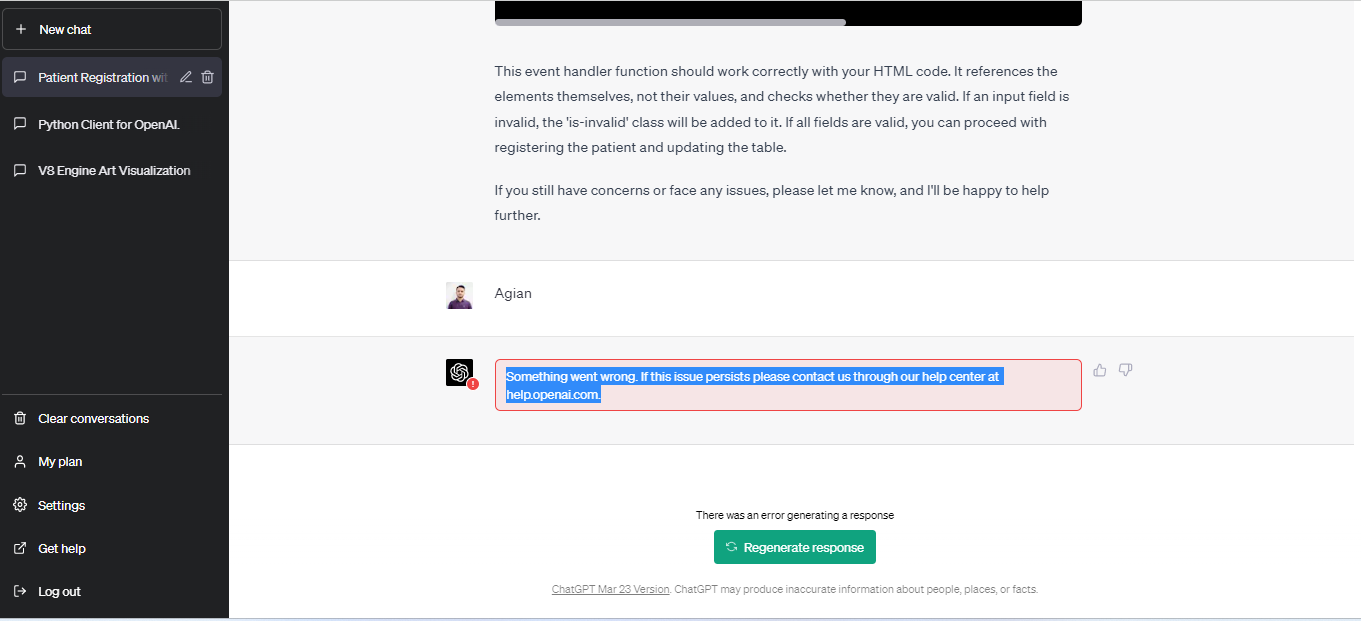 New chat
Patient Registration wit
Python Client for OpenAI.
V8 Engine Art Visualization
Clear conversations
My plan
Settings
Get help
Log out
This event handler function should work correctly with your HTML code. It references the
elements themselves, not their values, and checks whether they are valid. If an input field is
invalid, the 'is-invalid' class will be added to it. If all fields are valid, you can proceed with
registering the patient and updating the table.
If you still have concerns or face any issues, please let me know, and I'll be happy to help
further.
Agian
Something went wrong. If this issue persists please contact us through our help center at
help.openai.com.
There was an error generating a response
Regenerate response
ChatGPT Mar 23 Version. ChatGPT may produce inaccurate information about people, places, or facts.